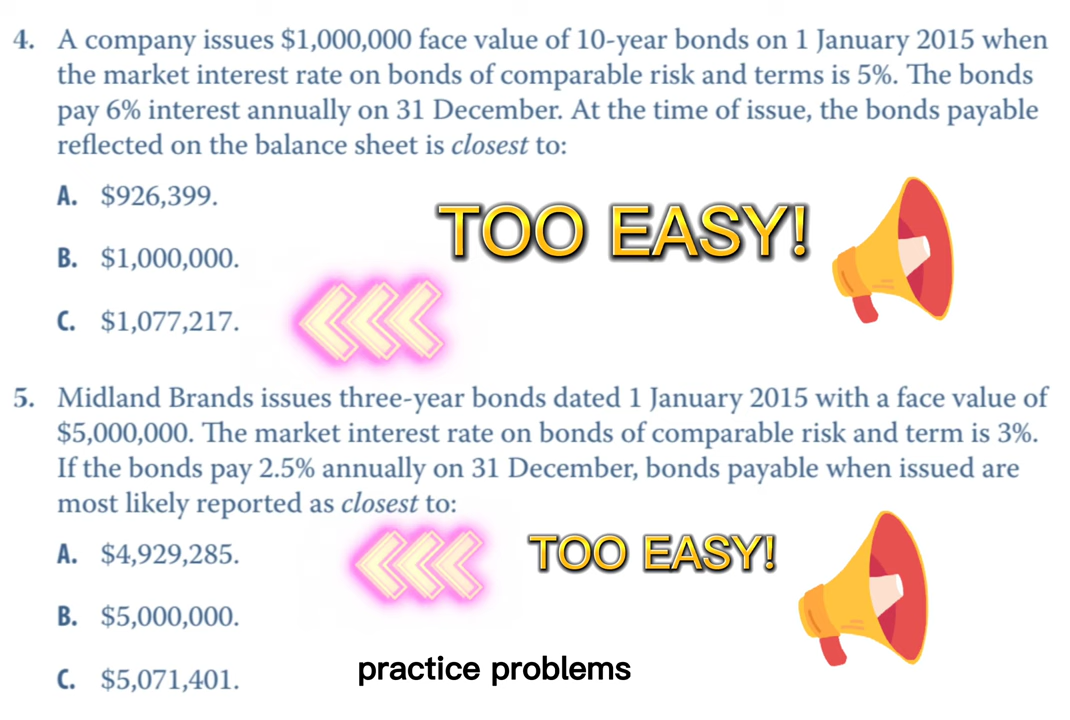 4. A company issues $1,000,000 face value of 10-year bonds on 1 January 2015 when
the market interest rate on bonds of comparable risk and terms is 5%. The bonds
pay 6% interest annually on 31 December. At the time of issue, the bonds payable
reflected on the balance sheet is closest to:
A. $926,399.
TOO EASY!
B. $1,000,000.
C. $1,077,217.
5. Midland Brands issues three-year bonds dated 1 January 2015 with a face value of
$5,000,000. The market interest rate on bonds of comparable risk and term is 3%.
If the bonds pay 2.5% annually on 31 December, bonds payable when issued are
most likely reported as closest to:
A. $4,929,285.
TOO EASY!
B. $5,000,000.
C. $5,071,401.
practice problems